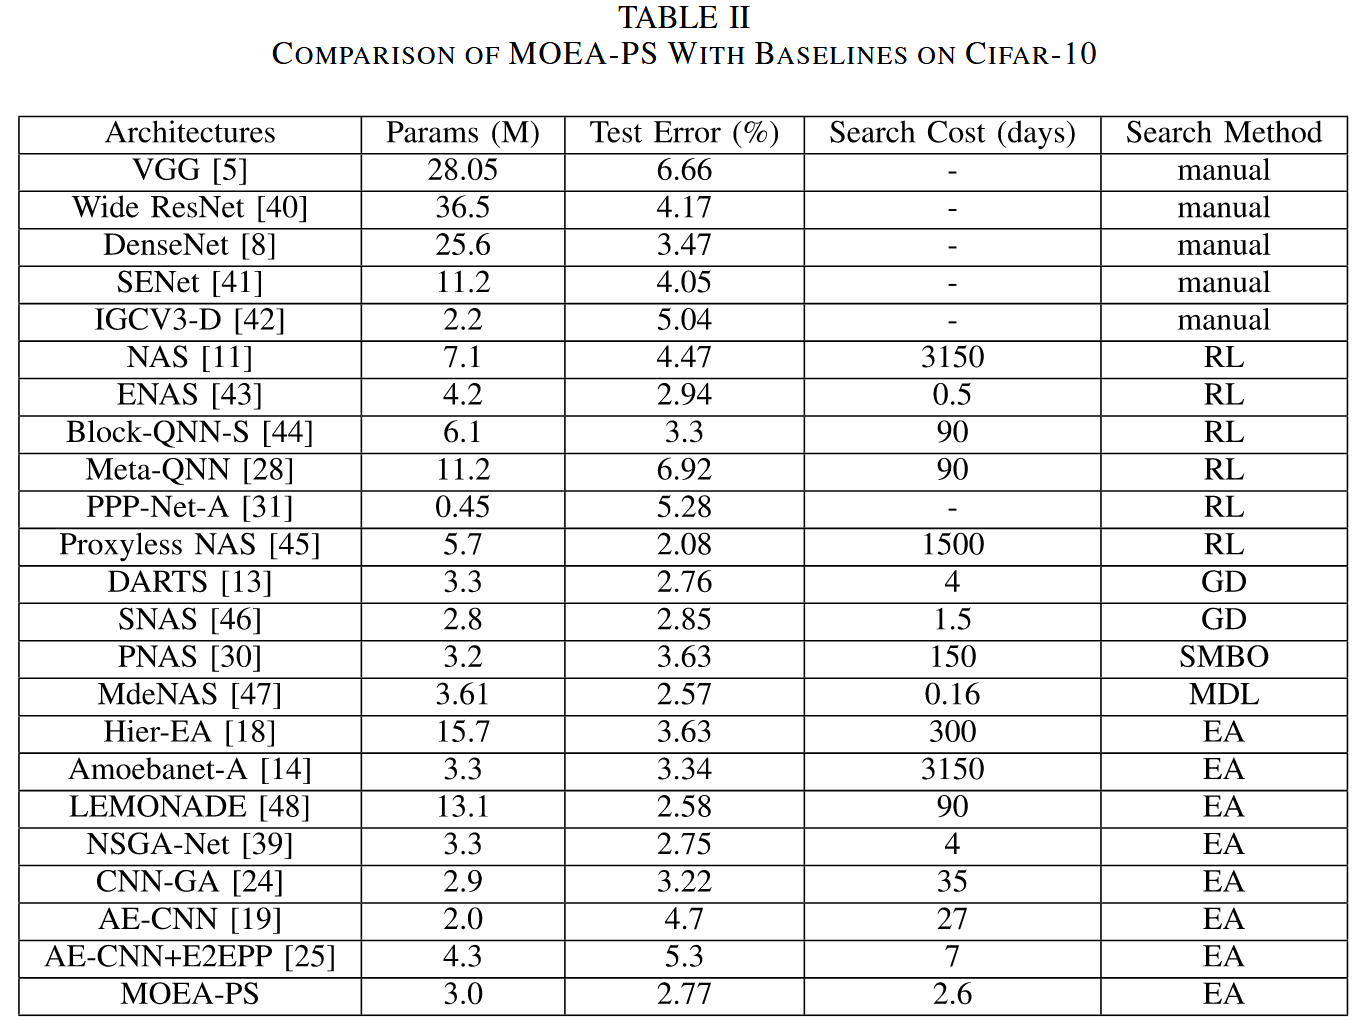 TABLE II
COMPARISON OF MOEA-PS WITH BASELINES ON CIFAR-10
Architectures Params (M) Test Error (%) Search Cost (days) Search Method
VGG [5] 28.05 6.66 - manual
Wide ResNet [40] 36.5 4.17 - manual
DenseNet [8] 25.6 3.47 - manual
SENet [41] 11.2 4.05 - manual
IGCV3-D [42] 2.2 5.04 - manual
NAS [11] 7.1 4.47 3150 RL
ENAS [43] 4.2 2.94 0.5 RL
Block-QNN-S [44] 6.1 3.3 90 RL
Meta-QNN [28] 11.2 6.92 90 RL
PPP-Net-A [31] 0.45 5.28 - RL
Proxyless NAS [45] 5.7 2.08 1500 RL
DARTS [13] 3.3 2.76 4 GD
SNAS [46] 2.8 2.85 1.5 GD
PNAS [30] 3.2 3.63 150 SMBO
MdeNAS [47] 3.61 2.57 0.16 MDL
Hier-EA [18] 15.7 3.63 300 EA
Amoebanet-A [14] 3.3 3.34 3150 EA
LEMONADE [48] 13.1 2.58 90 EA
NSGA-Net [39] 3.3 2.75 4 EA
CNN-GA [24] 2.9 3.22 35 EA
AE-CNN [19] 2.0 4.7 27 EA
AE-CNN+E2EPP [25] 4.3 5.3 7 EA
MOEA-PS 3.0 2.77 2.6 EA